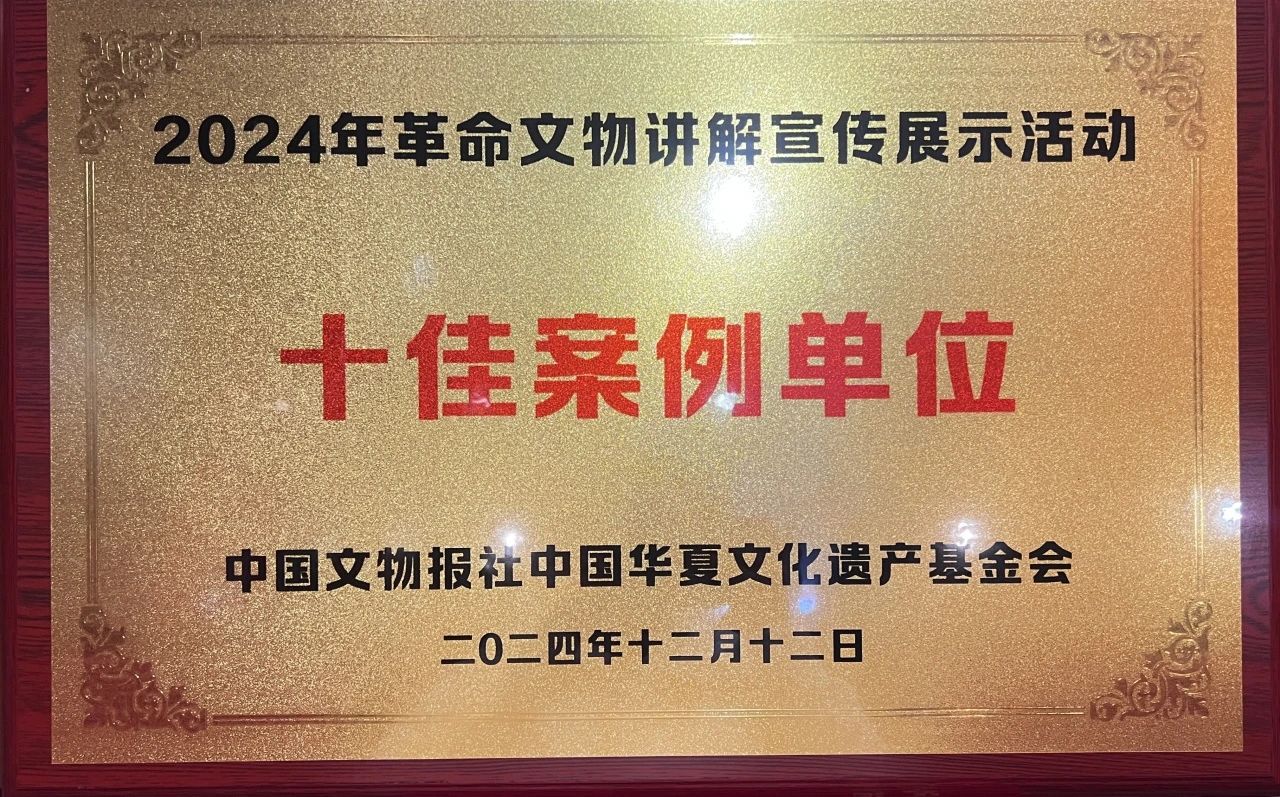 2024年革命文物讲解宣传展示活动
十佳案例单位
中国文物报社中国华夏文化遗产基金会
二〇二四年十二月十二日